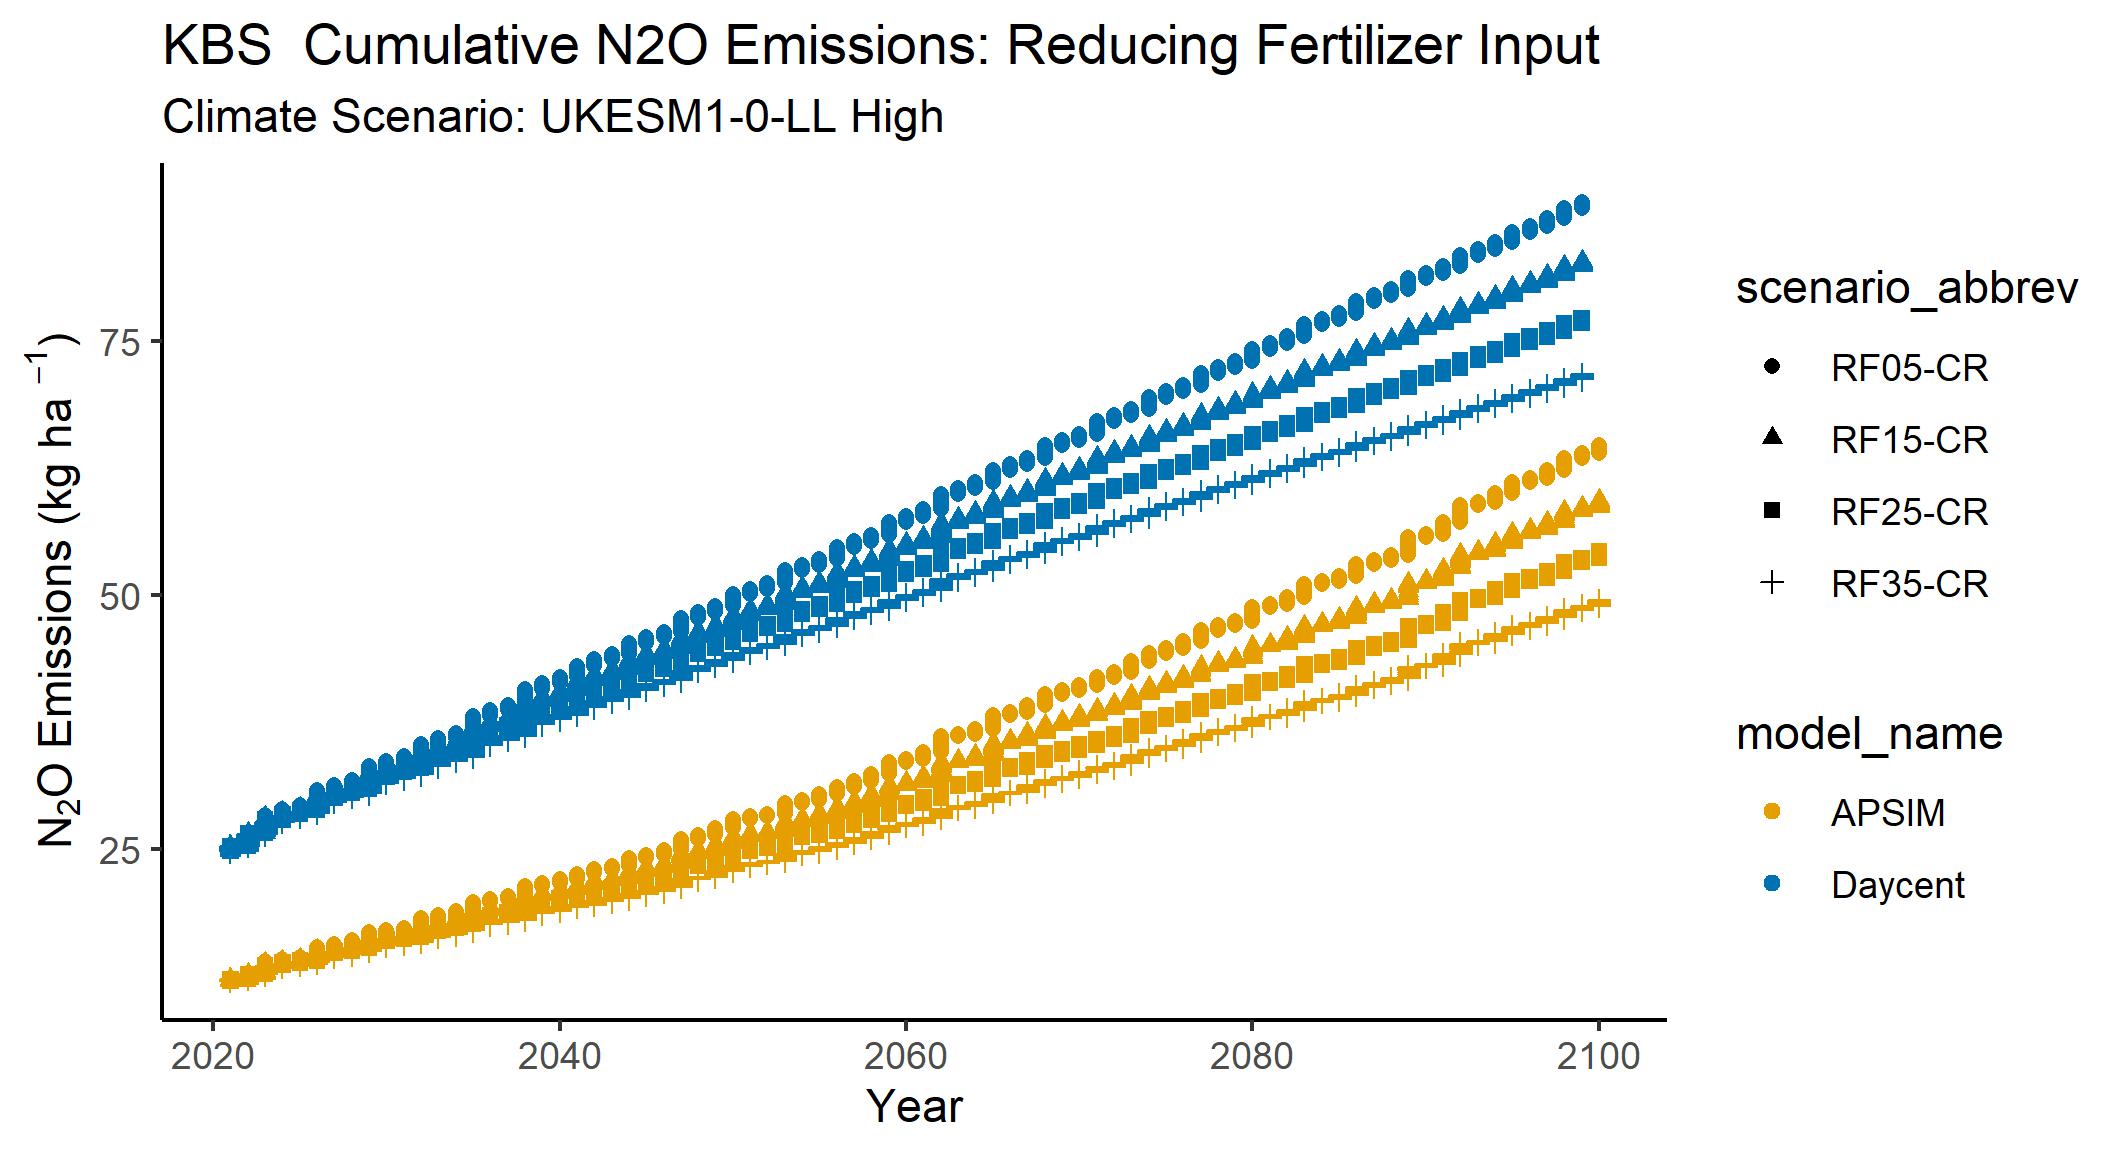 KBS  Cumulative N2O Emissions: Reducing Fertilizer Input
Climate Scenario: UKESM1-0-LL High
N₂O Emissions (kg ha ⁻¹)
75
50
25
2020 2040 2060 2080 2100
Year
scenario_abbrev
RF05-CR
RF15-CR
RF25-CR
RF35-CR
model_name
APSIM
Daycent